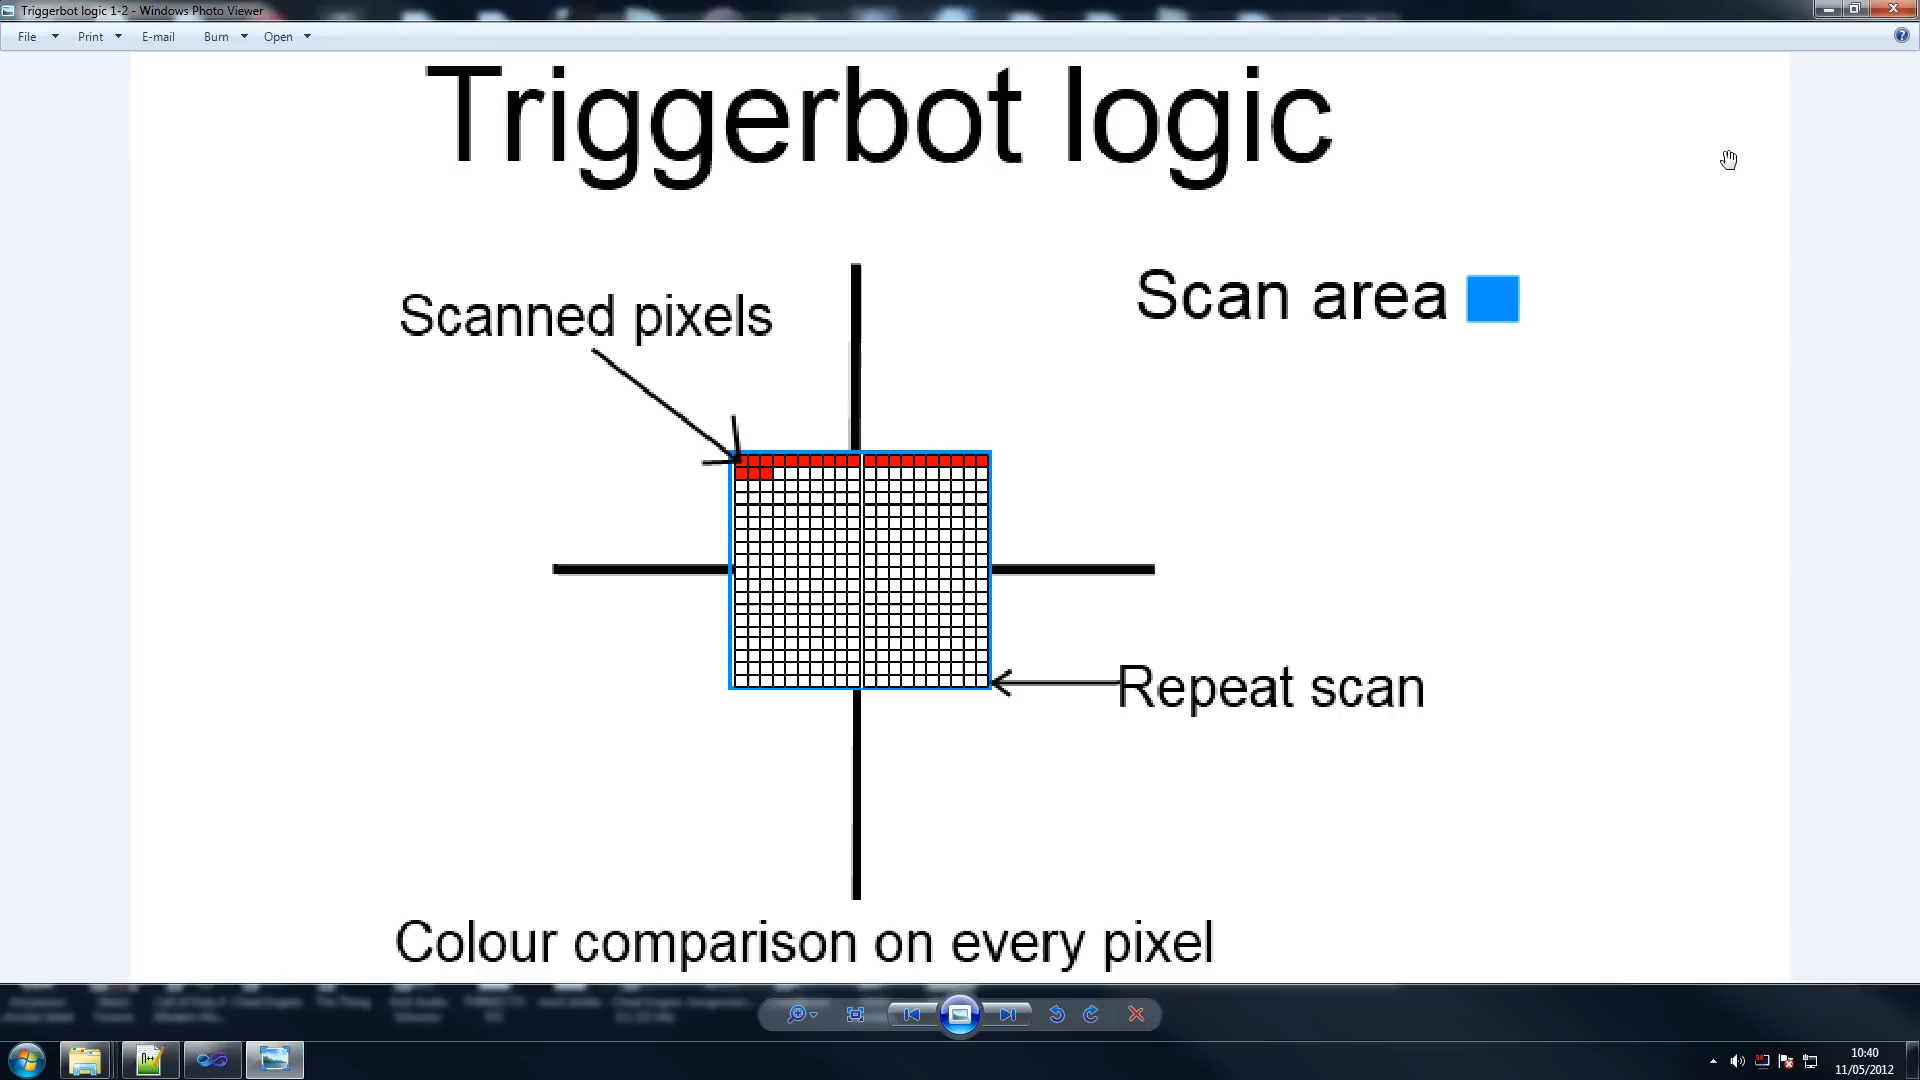 Triggerbot logic 1-2 - Windows Photo Viewer
File Print E-mail Burn Open
Triggerbot logic
Scanned pixels
Scan area
Repeat scan
Colour comparison on every pixel
10:40
11/05/2012